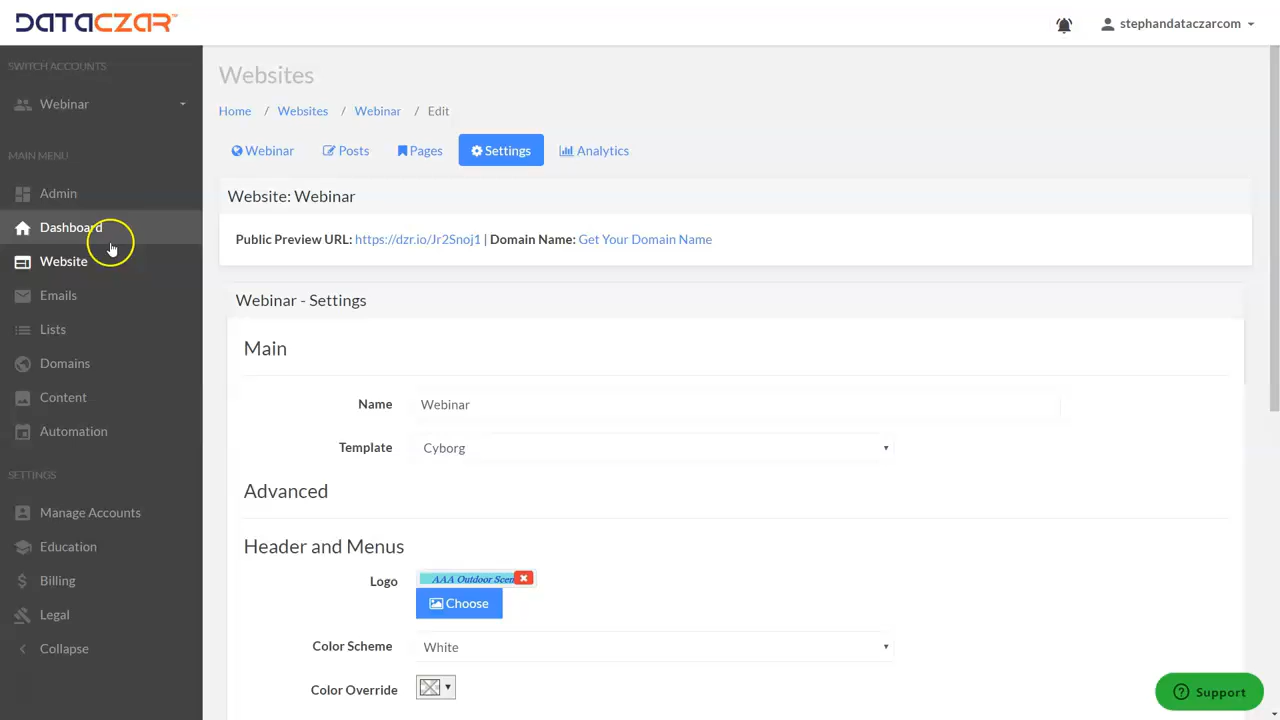 DATACZAR™
stephandataczarcom
SWITCH ACCOUNTS
Webinar
MAIN MENU
Admin
Dashboard
Website
Emails
Lists
Domains
Content
Automation
SETTINGS
Manage Accounts
Education
Billing
Legal
Collapse
Websites
Home / Websites / Webinar / Edit
Webinar Posts Pages Settings Analytics
Website: Webinar
Public Preview URL: https://dzr.io/Jr2Snoj1 | Domain Name: Get Your Domain Name
Webinar - Settings
Main
Name Webinar
Template Cyborg
Advanced
Header and Menus
Logo AAA Outdoor
Choose
Color Scheme White
Color Override
Support